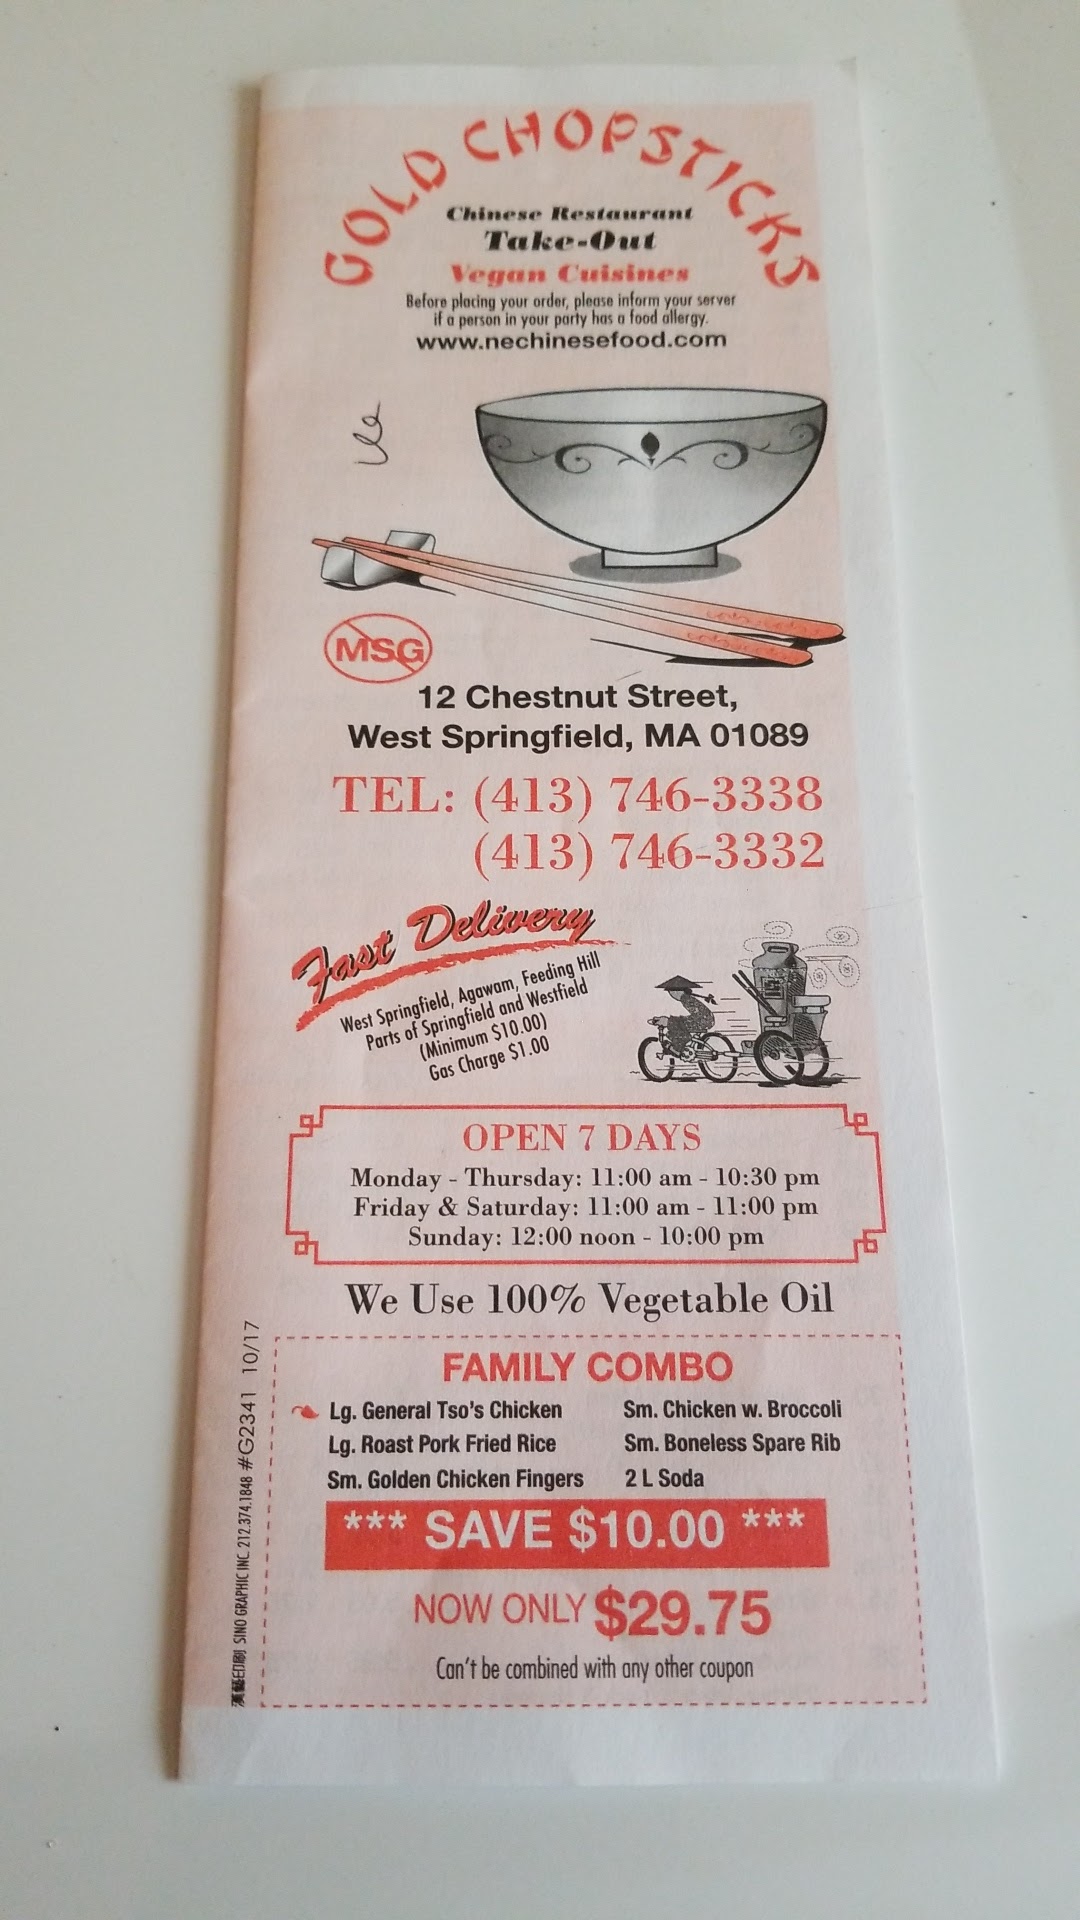 GOLD CHOPSTICKS
Chinese Restaurant
Take-Out
Vegan Cuisines
Before placing your order, please inform your server
if a person in your party has a food allergy.
www.nechinesefood.com
MSG
12 Chestnut Street,
West Springfield, MA 01089
TEL: (413) 746-3338
(413) 746-3332
Fast Delivery
West Springfield, Agawam, Feeding Hill
Parts of Springfield and Westfield
(Minimum $10.00)
Gas Charge $1.00
OPEN 7 DAYS
Monday - Thursday: 11:00 am - 10:30 pm
Friday & Saturday: 11:00 am - 11:00 pm
Sunday: 12:00 noon - 10:00 pm
We Use 100% Vegetable Oil
FAMILY COMBO
Lg. General Tso's Chicken Sm. Chicken w. Broccoli
Lg. Roast Pork Fried Rice Sm. Boneless Spare Rib
Sm. Golden Chicken Fingers 2 L Soda
*** SAVE $10.00 ***
NOW ONLY $29.75
Can't be combined with any other coupon
印刷 SINO GRAPHIC INC. 212.374.1848 #G2341 10/17